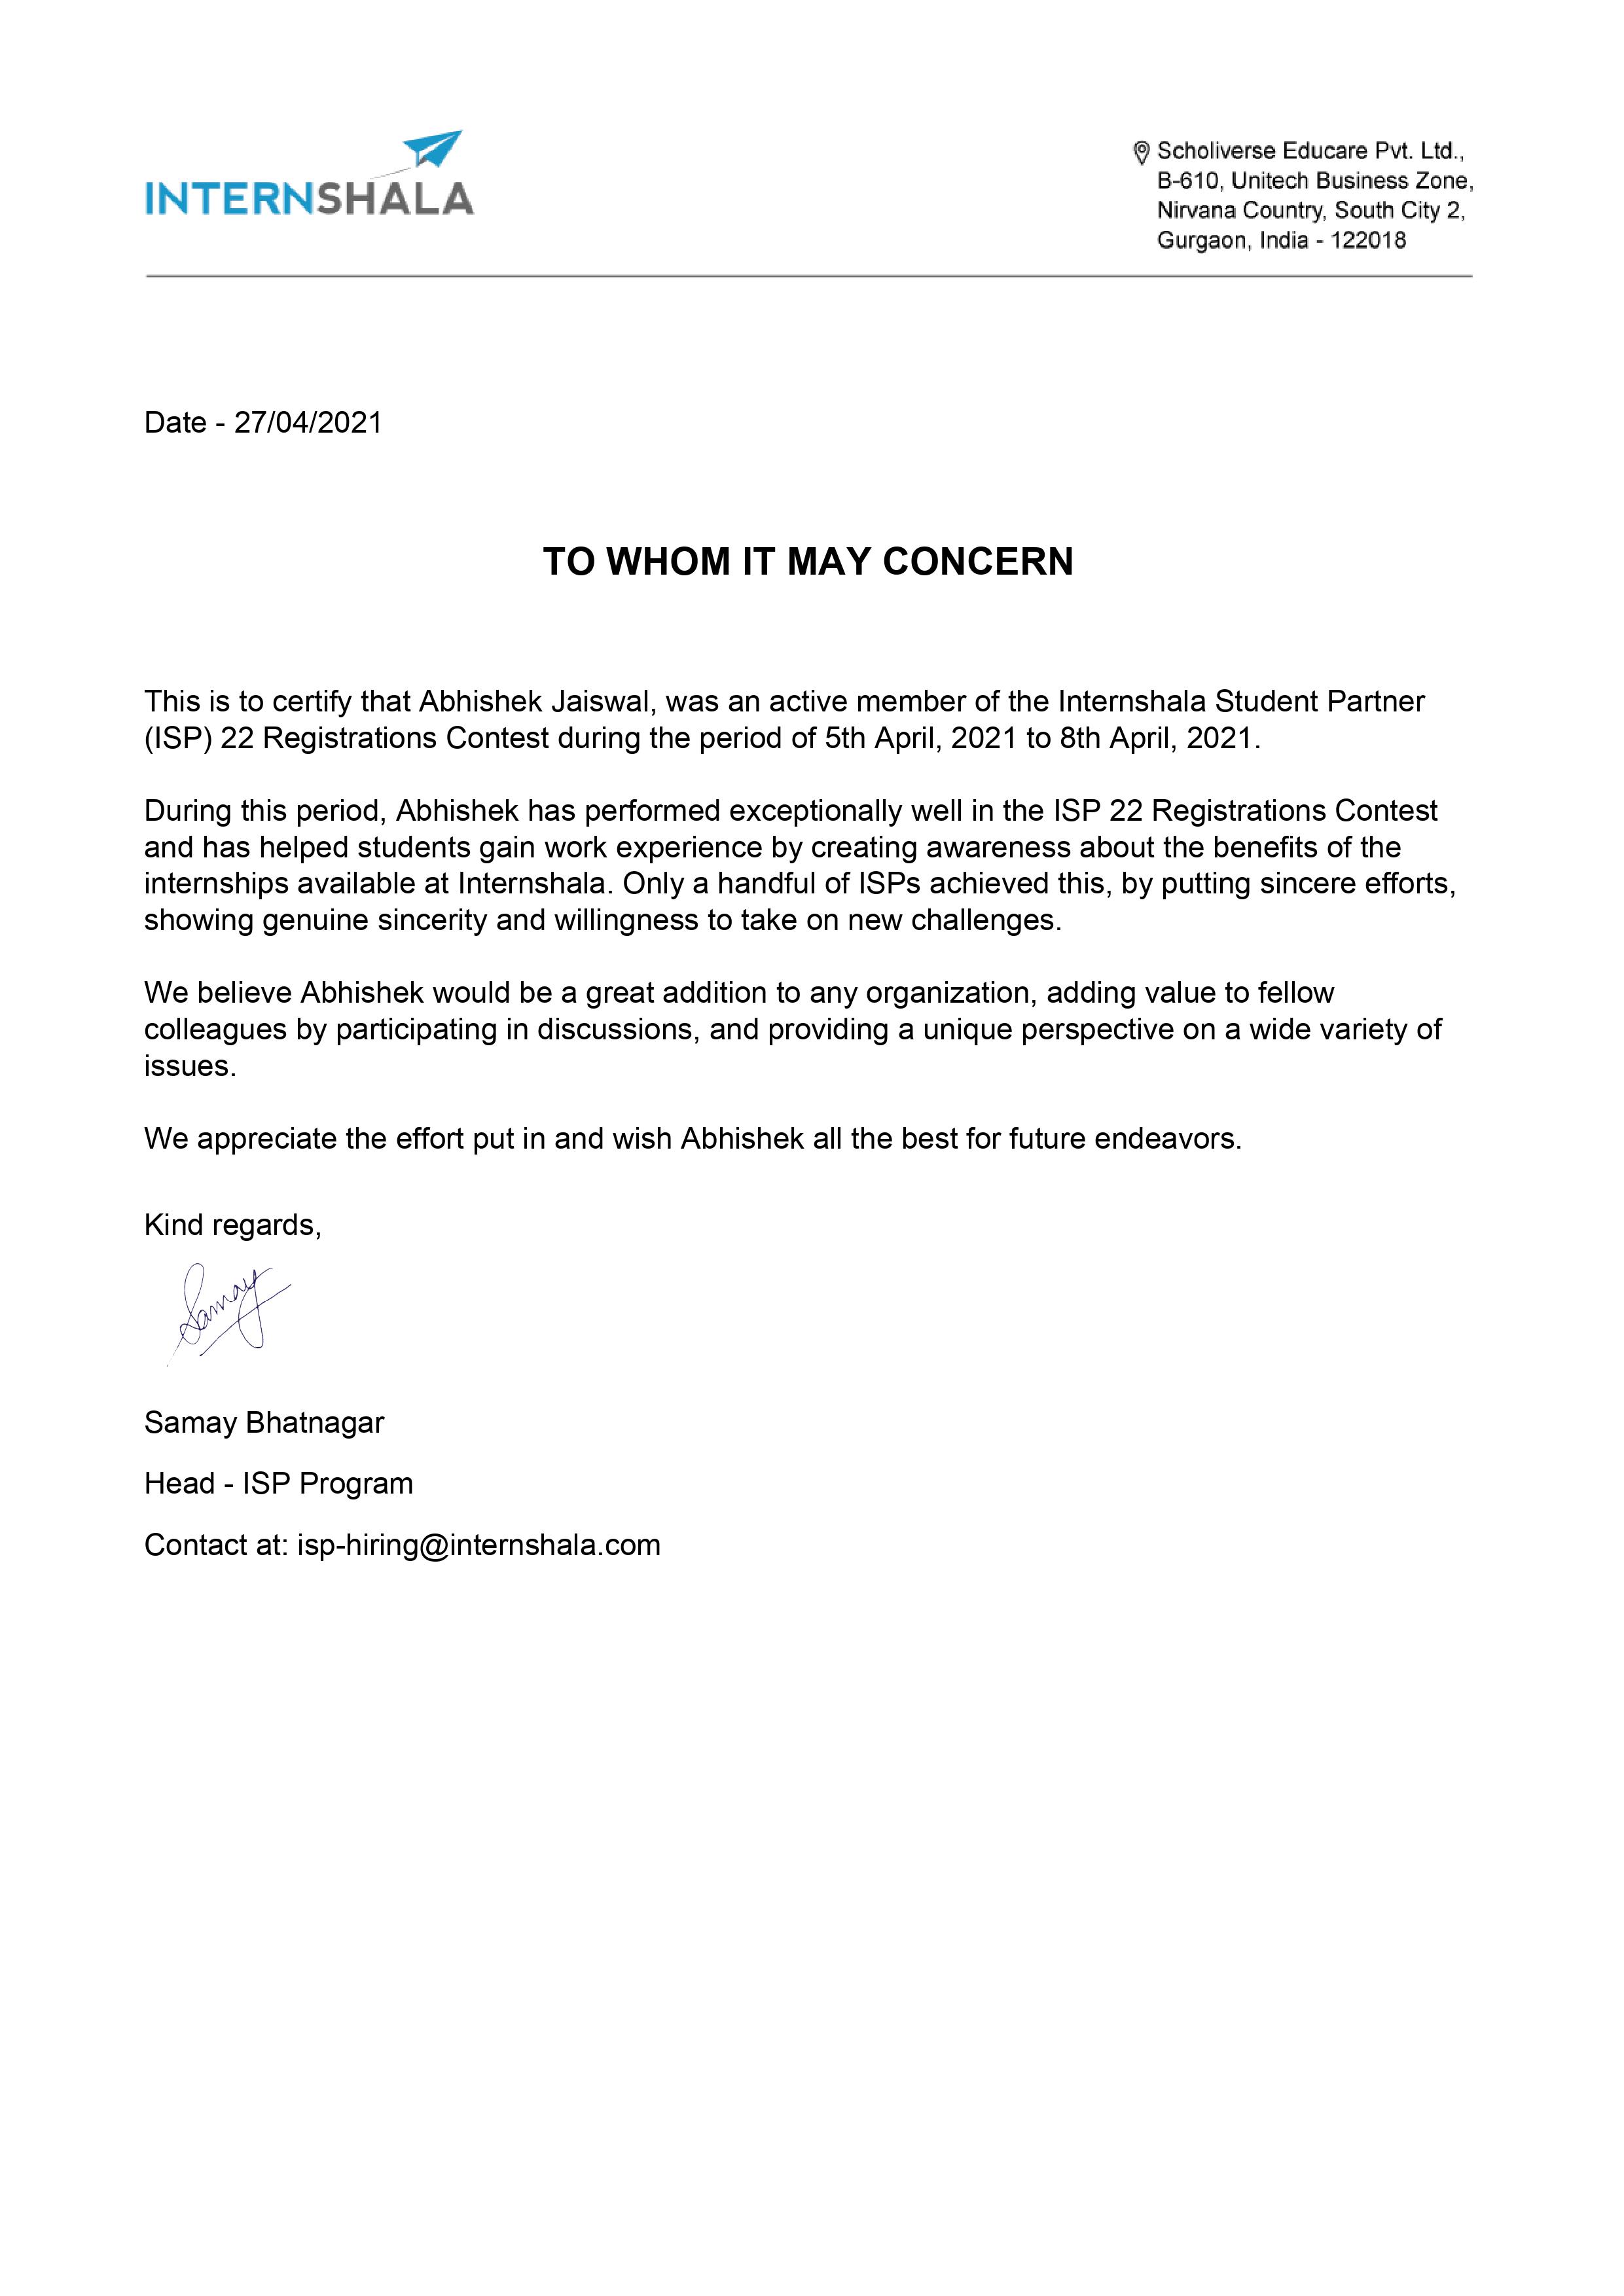 INTERNSHALA
Scholiverse Educare Pvt. Ltd.,
B-610, Unitech Business Zone,
Nirvana Country, South City 2,
Gurgaon, India - 122018
Date - 27/04/2021
TO WHOM IT MAY CONCERN
This is to certify that Abhishek Jaiswal, was an active member of the Internshala Student Partner
(ISP) 22 Registrations Contest during the period of 5th April, 2021 to 8th April, 2021.
During this period, Abhishek has performed exceptionally well in the ISP 22 Registrations Contest
and has helped students gain work experience by creating awareness about the benefits of the
internships available at Internshala. Only a handful of ISPs achieved this, by putting sincere efforts,
showing genuine sincerity and willingness to take on new challenges.
We believe Abhishek would be a great addition to any organization, adding value to fellow
colleagues by participating in discussions, and providing a unique perspective on a wide variety of
issues.
We appreciate the effort put in and wish Abhishek all the best for future endeavors.
Kind regards,
Samay
Samay Bhatnagar
Head - ISP Program
Contact at: isp-hiring@internshala.com